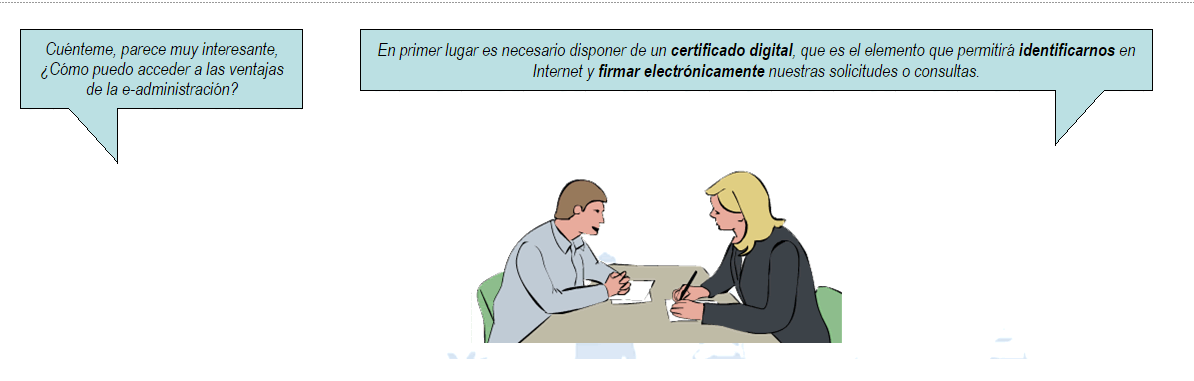 Cuénteme, parece muy interesante,
¿Cómo puedo acceder a las ventajas
de la e-administración?
En primer lugar es necesario disponer de un certificado digital, que es el elemento que permitirá identificarnos en
Internet y firmar electrónicamente nuestras solicitudes o consultas.